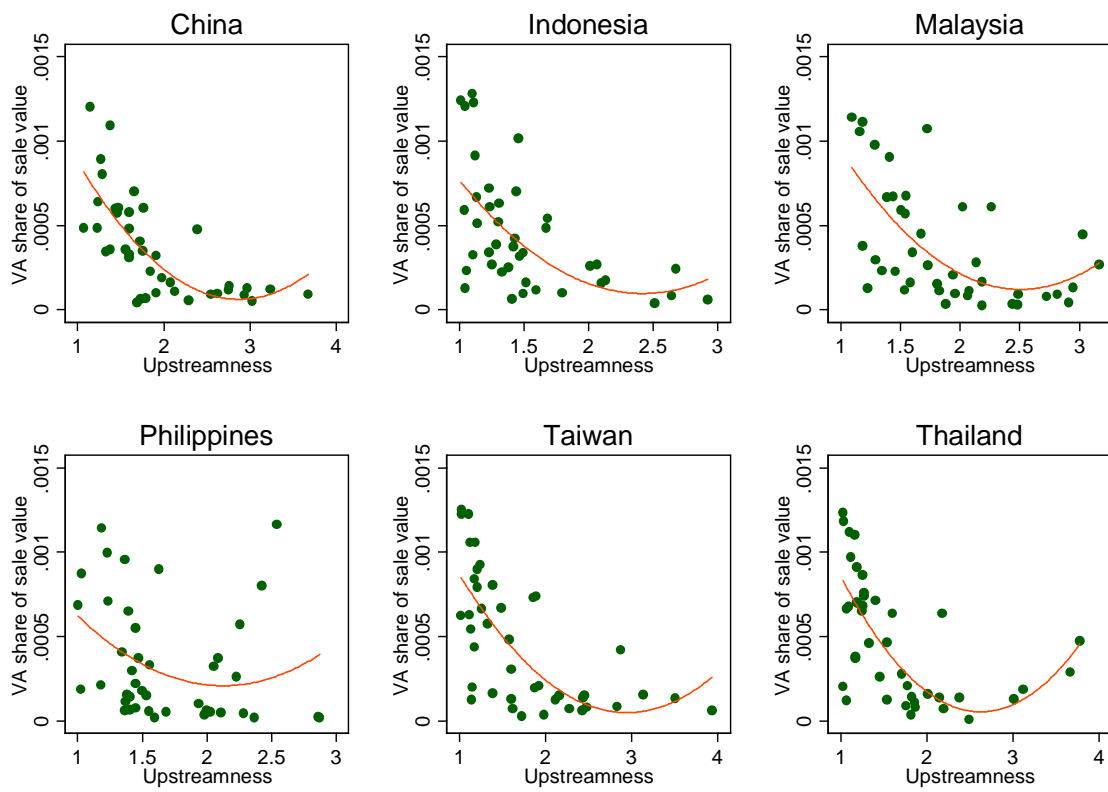 China
VA share of sale value
0 .0005 .001 .0015
1 2 3 4
Upstreamness
Indonesia
VA share of sale value
0 .0005 .001 .0015
1 1.5 2 2.5 3
Upstreamness
Malaysia
VA share of sale value
0 .0005 .001 .0015
1 1.5 2 2.5 3
Upstreamness
Philippines
VA share of sale value
0 .0005 .001 .0015
1 1.5 2 2.5 3
Upstreamness
Taiwan
VA share of sale value
0 .0005 .001 .0015
1 2 3 4
Upstreamness
Thailand
VA share of sale value
0 .0005 .001 .0015
1 2 3 4
Upstreamness